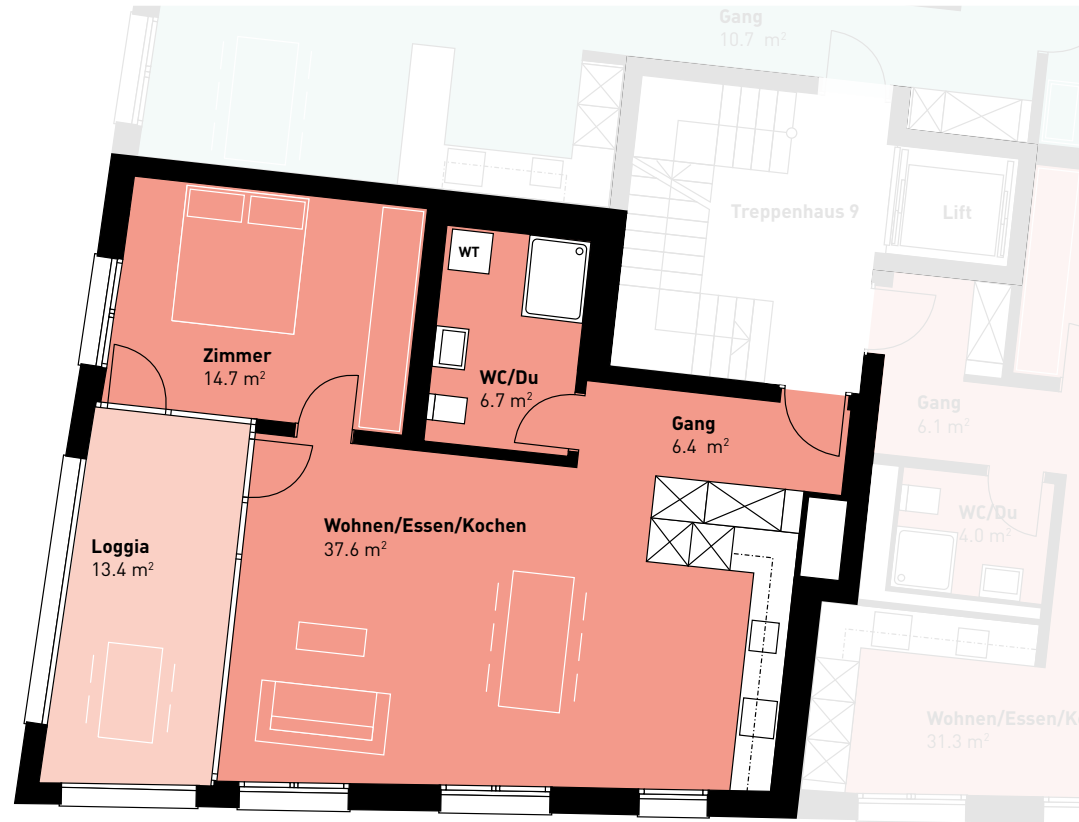 Gang
10.7 m²
Treppenhaus 9
Lift
WT
Zimmer
14.7 m²
WC/Du
6.7 m²
Gang
6.4 m²
Gang
6.1 m²
Wohnen/Essen/Kochen
37.6 m²
WC/Du
4.0 m²
Loggia
13.4 m²
Wohnen/Essen/K
31.3 m²